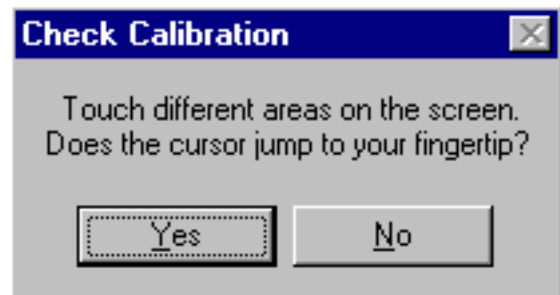 Check Calibration
Touch different areas on the screen.
Does the cursor jump to your fingertip?
Yes
No